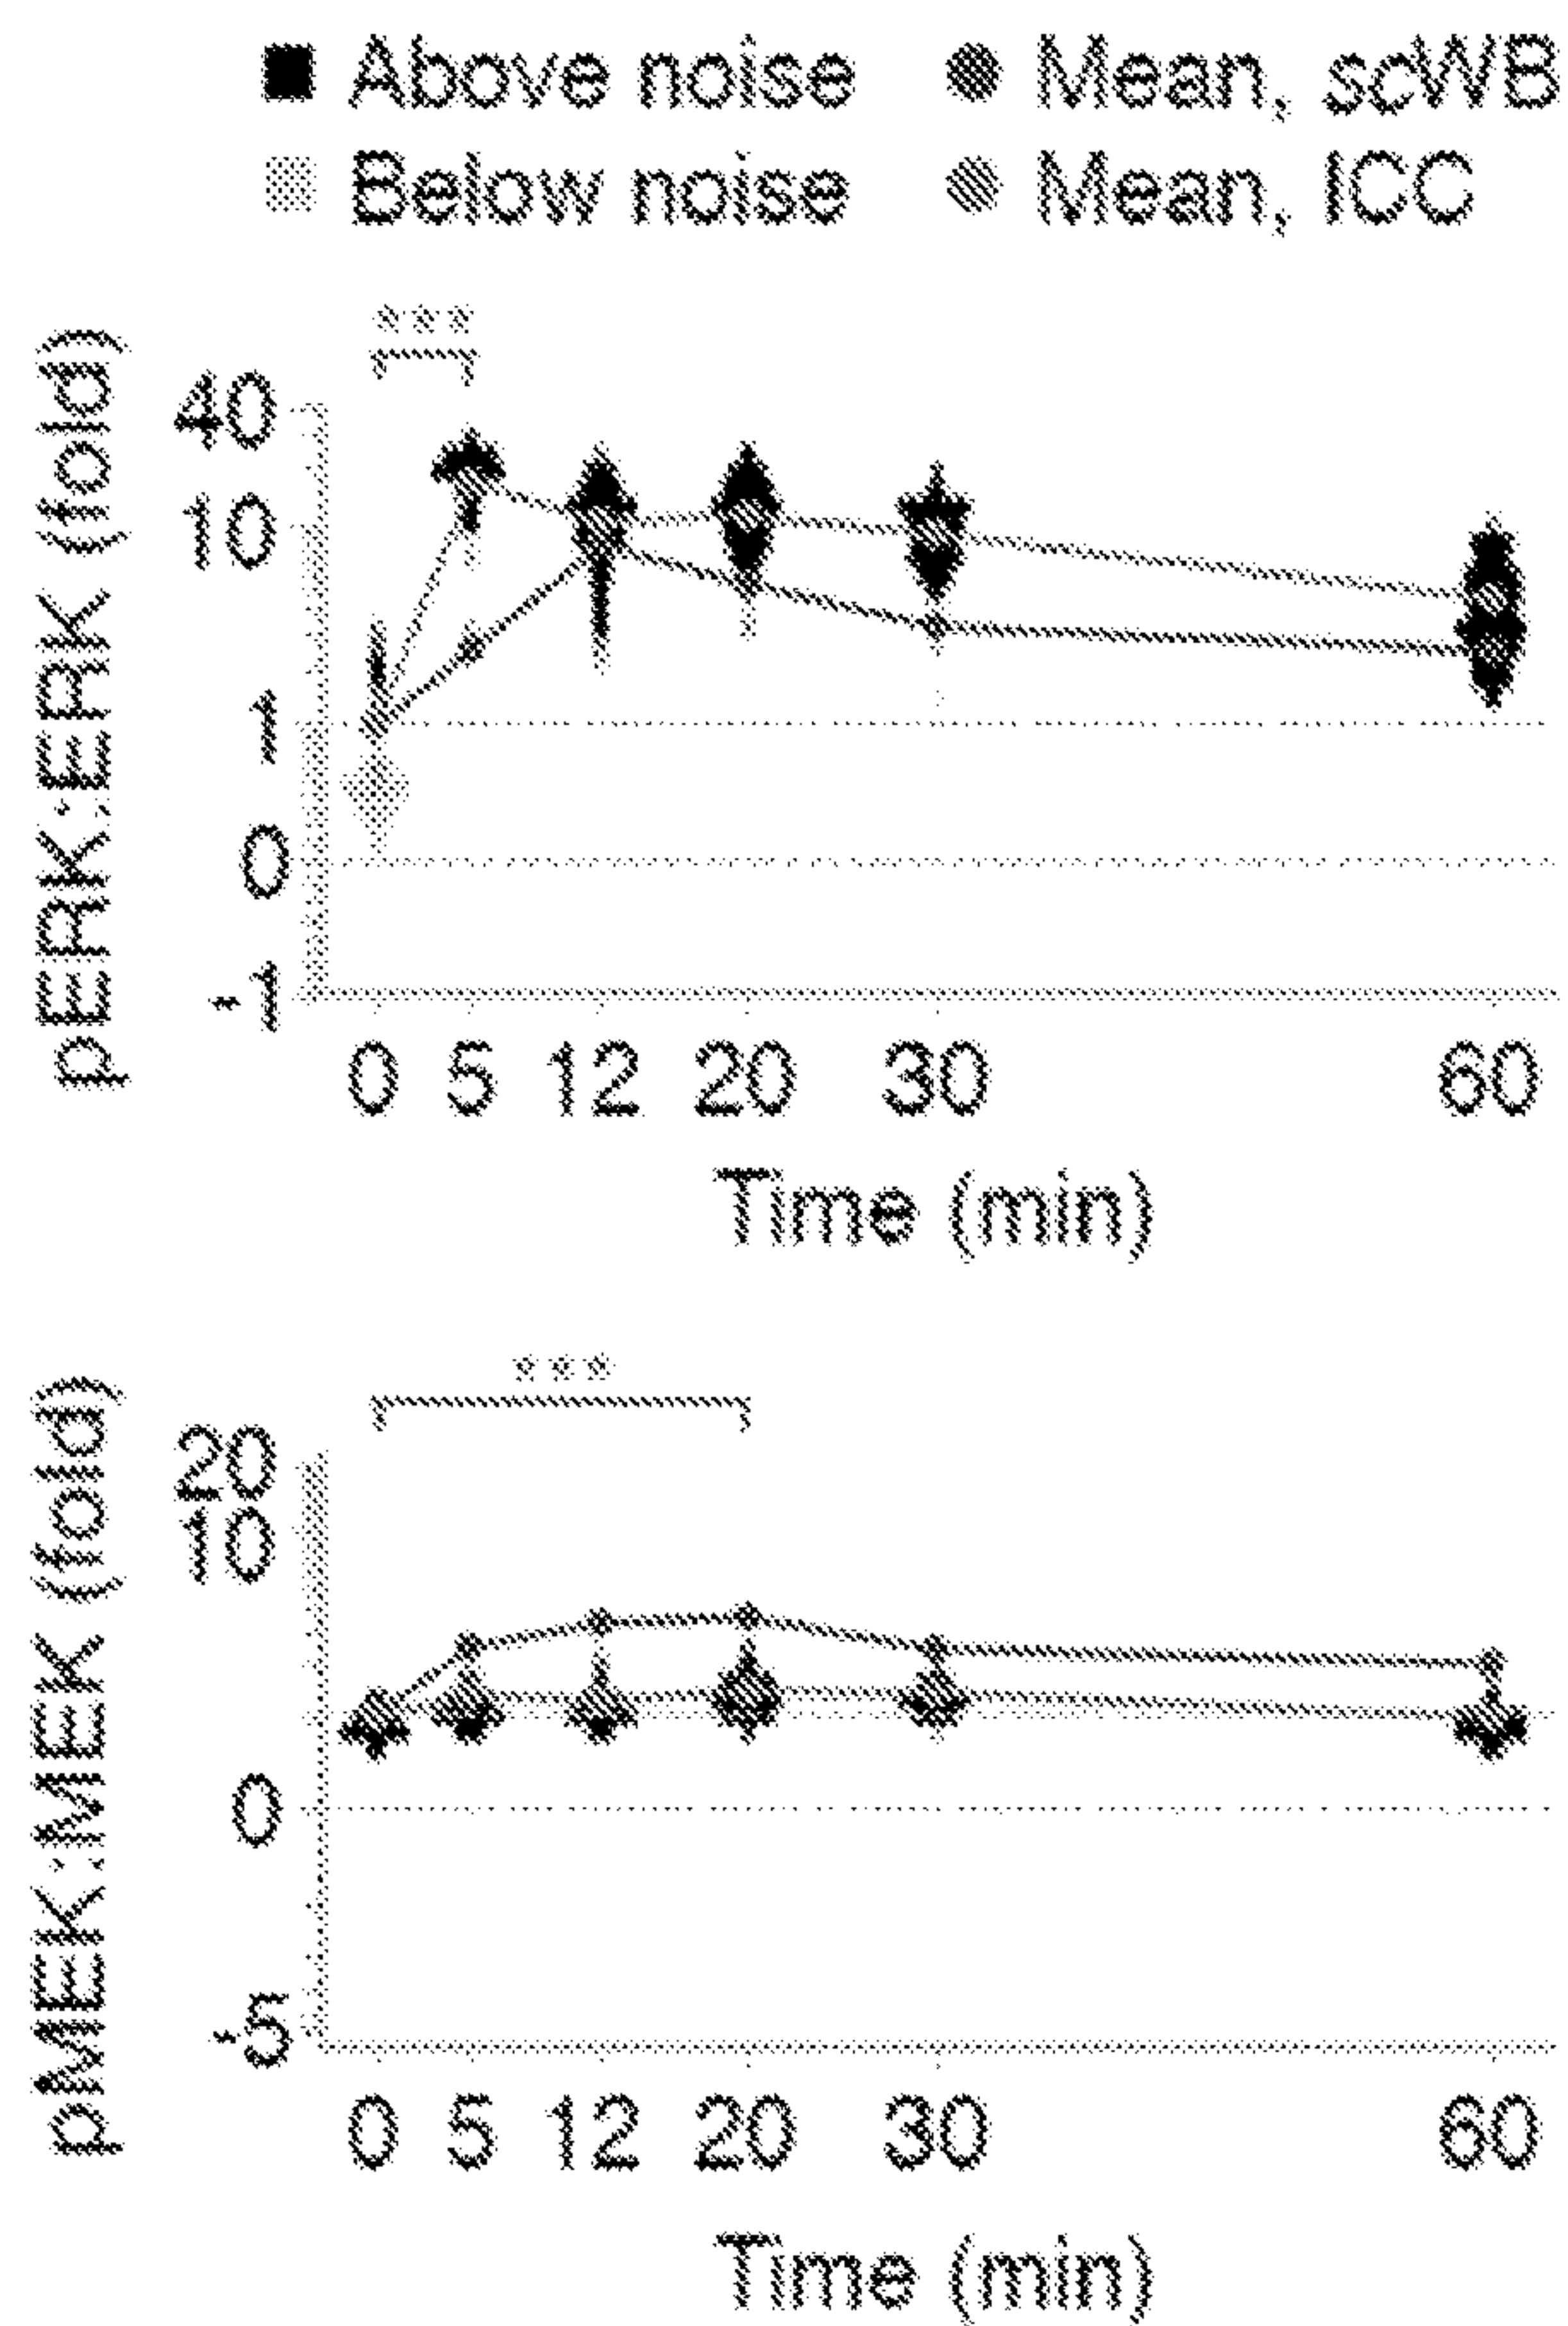 Above noise
Mean, scWB
Below noise
Mean, ICC
***
pERK:ERK (fold)
40
10
1
0
-1
0 5 12 20 30 60
Time (min)
***
pMEK:MEK (fold)
20
10
0
-5
0 5 12 20 30 60
Time (min)